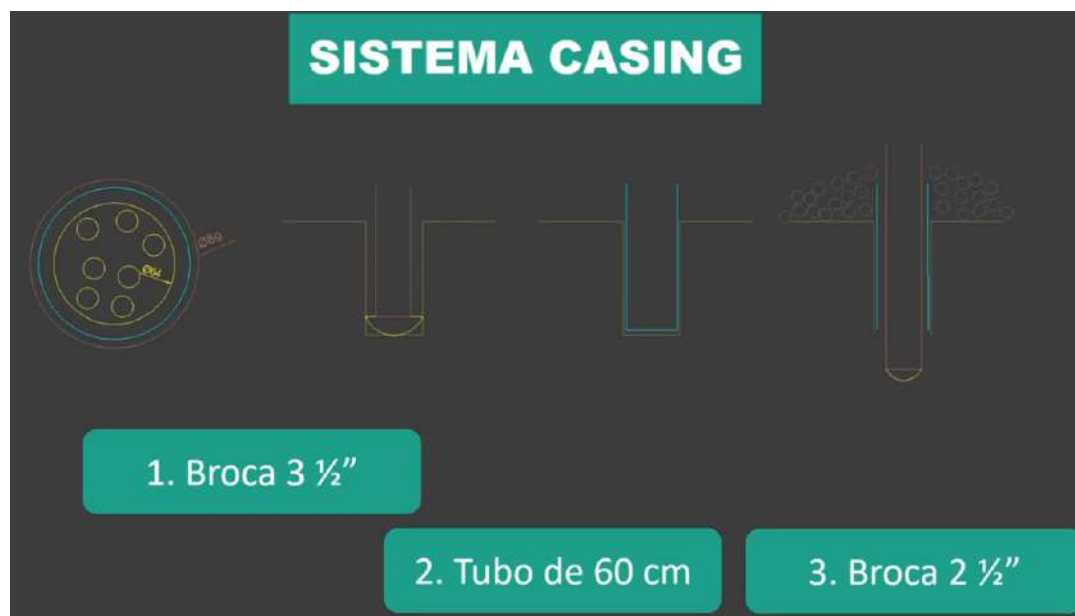 SISTEMA CASING
Ø89
Ø64
1. Broca 3 ½”
2. Tubo de 60 cm
3. Broca 2 ½”